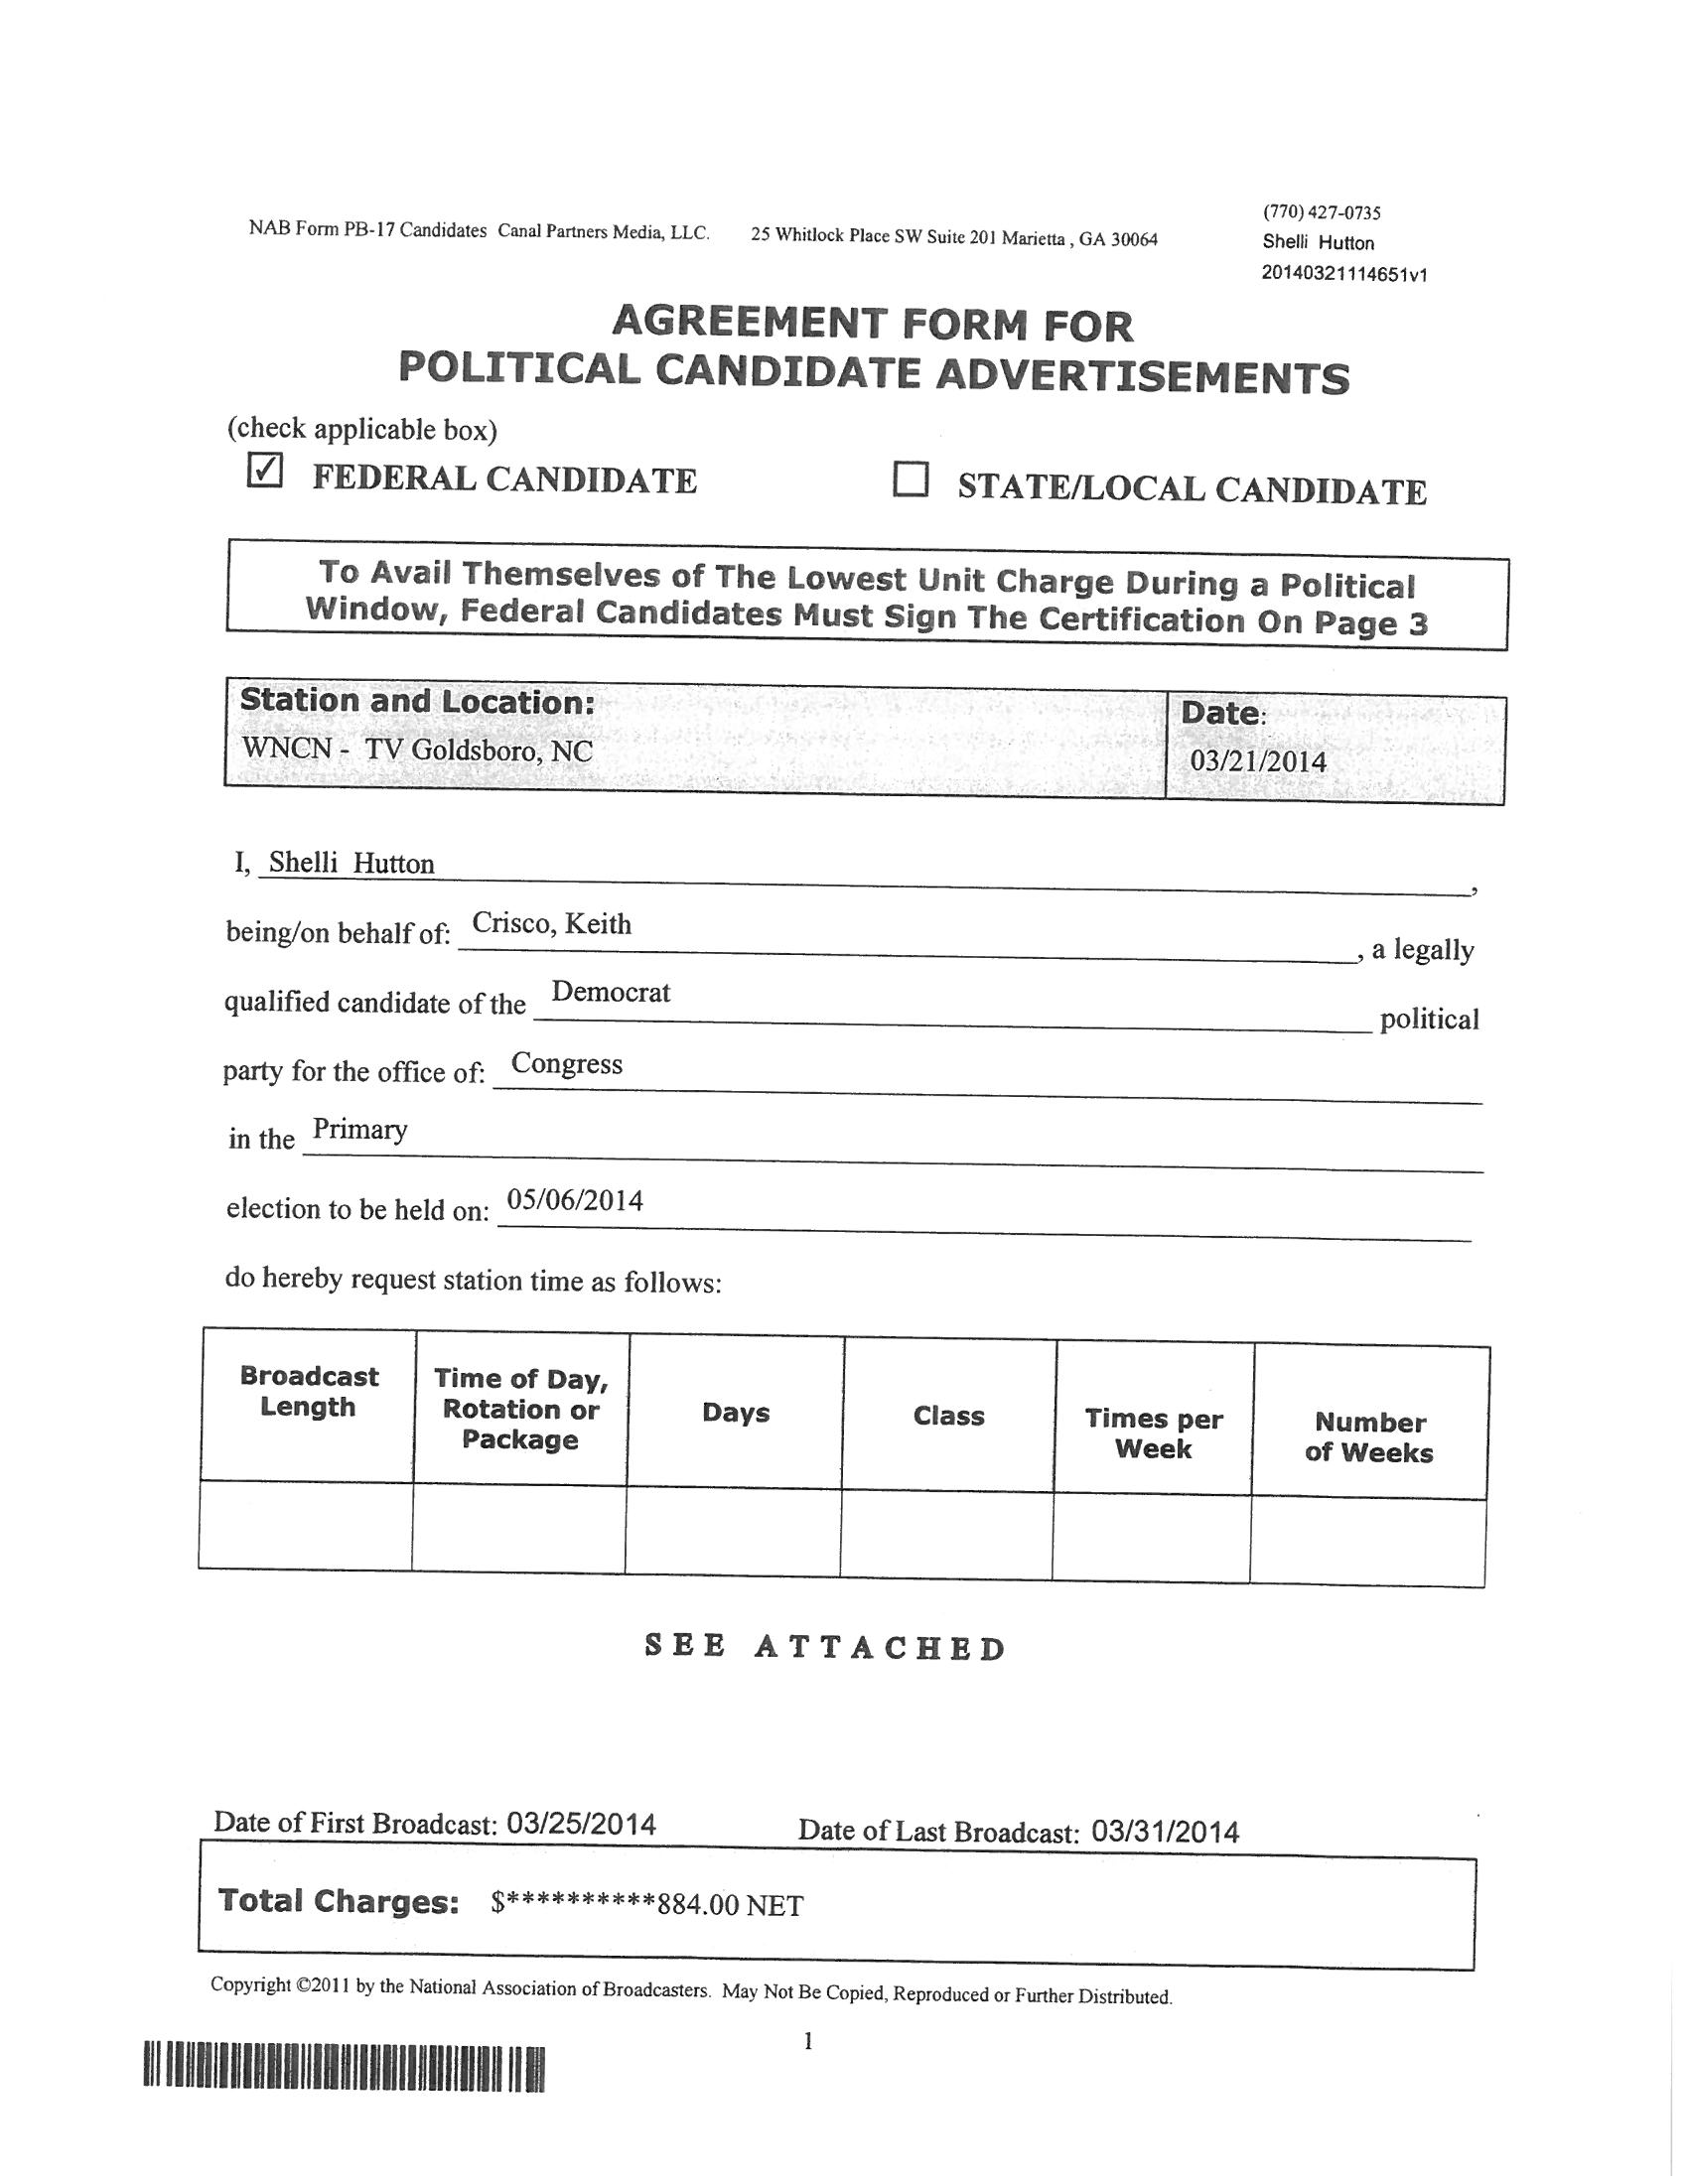 NAB Form PB-17 Candidates Canal Partners Media, LLC. 25 Whitlock Place SW Suite 201 Marietta , GA 30064
(770) 427-0735
Shelli Hutton
20140321114651v1
AGREEMENT FORM FOR
POLITICAL CANDIDATE ADVERTISEMENTS
(check applicable box)
☑ FEDERAL CANDIDATE ☐ STATE/LOCAL CANDIDATE
To Avail Themselves of The Lowest Unit Charge During a Political
Window, Federal Candidates Must Sign The Certification On Page 3
Station and Location: Date:
WNCN - TV Goldsboro, NC 03/21/2014
I, Shelli Hutton ,
being/on behalf of: Crisco, Keith , a legally
qualified candidate of the Democrat political
party for the office of: Congress
in the Primary
election to be held on: 05/06/2014
do hereby request station time as follows:
Broadcast
Length
Time of Day,
Rotation or
Package
Days
Class
Times per
Week
Number
of Weeks
SEE ATTACHED
Date of First Broadcast: 03/25/2014 Date of Last Broadcast: 03/31/2014
Total Charges: $**********884.00 NET
Copyright ©2011 by the National Association of Broadcasters. May Not Be Copied, Reproduced or Further Distributed.
1